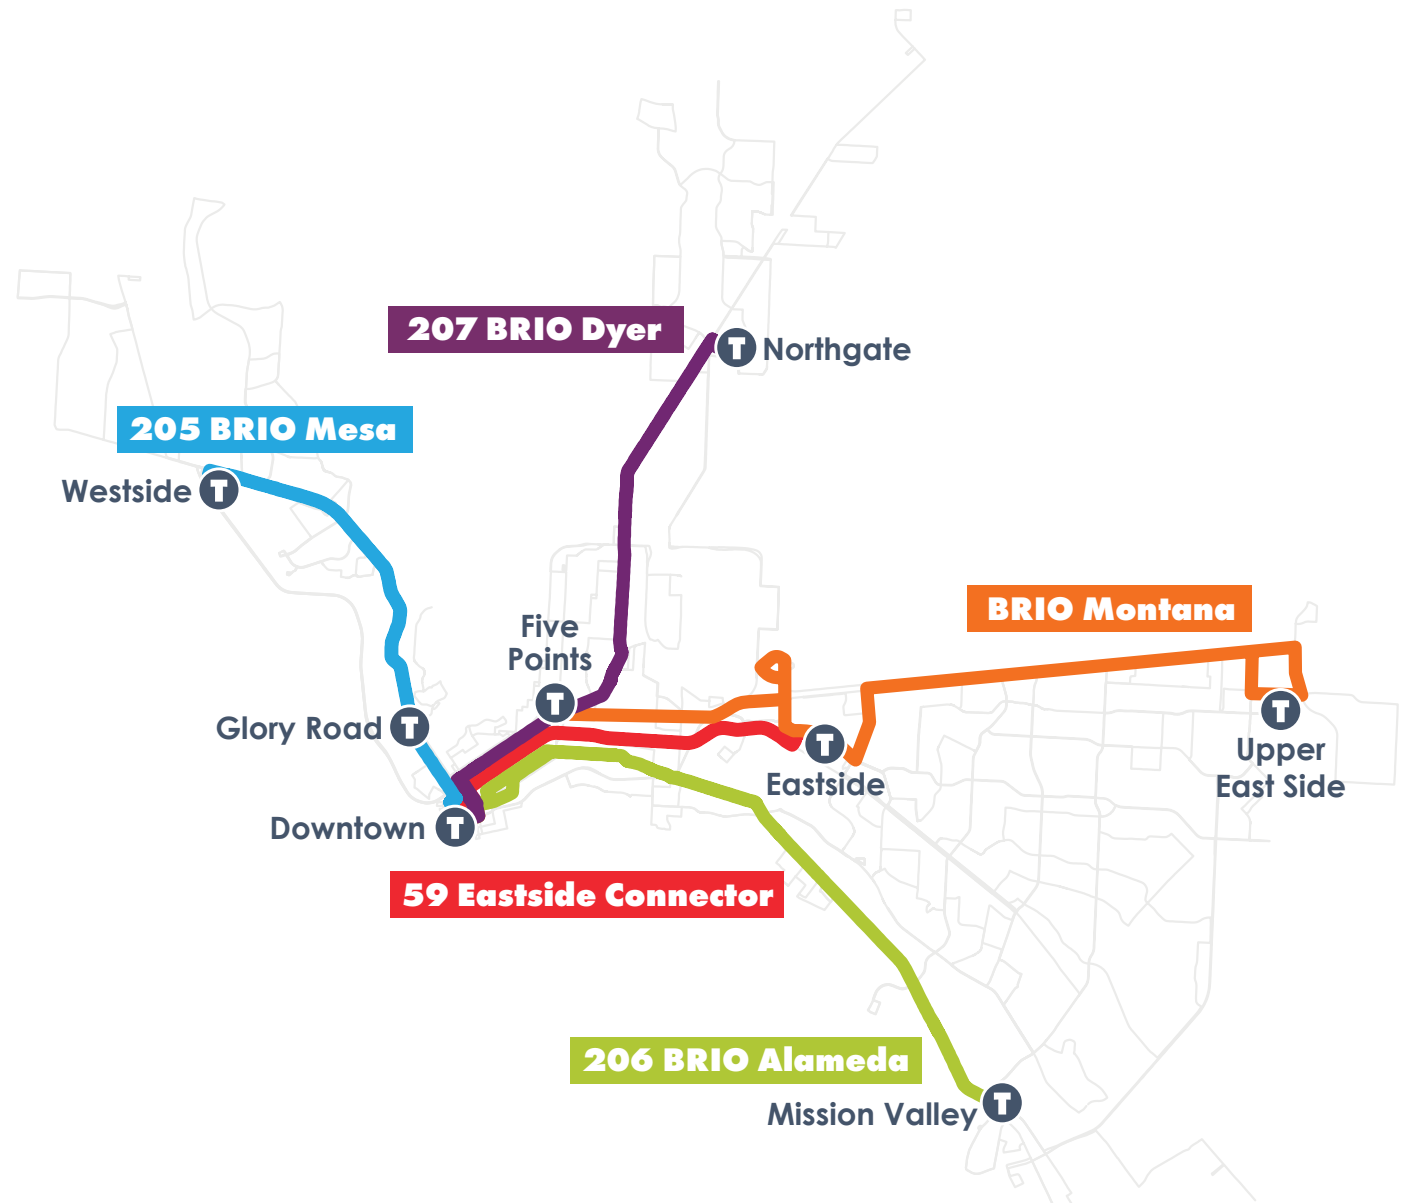 207 BRIO Dyer
T Northgate
205 BRIO Mesa
Westside T
BRIO Montana
Five
Points
T
T
Upper
East Side
Glory Road T
T
Eastside
Downtown T
59 Eastside Connector
206 BRIO Alameda
Mission Valley T